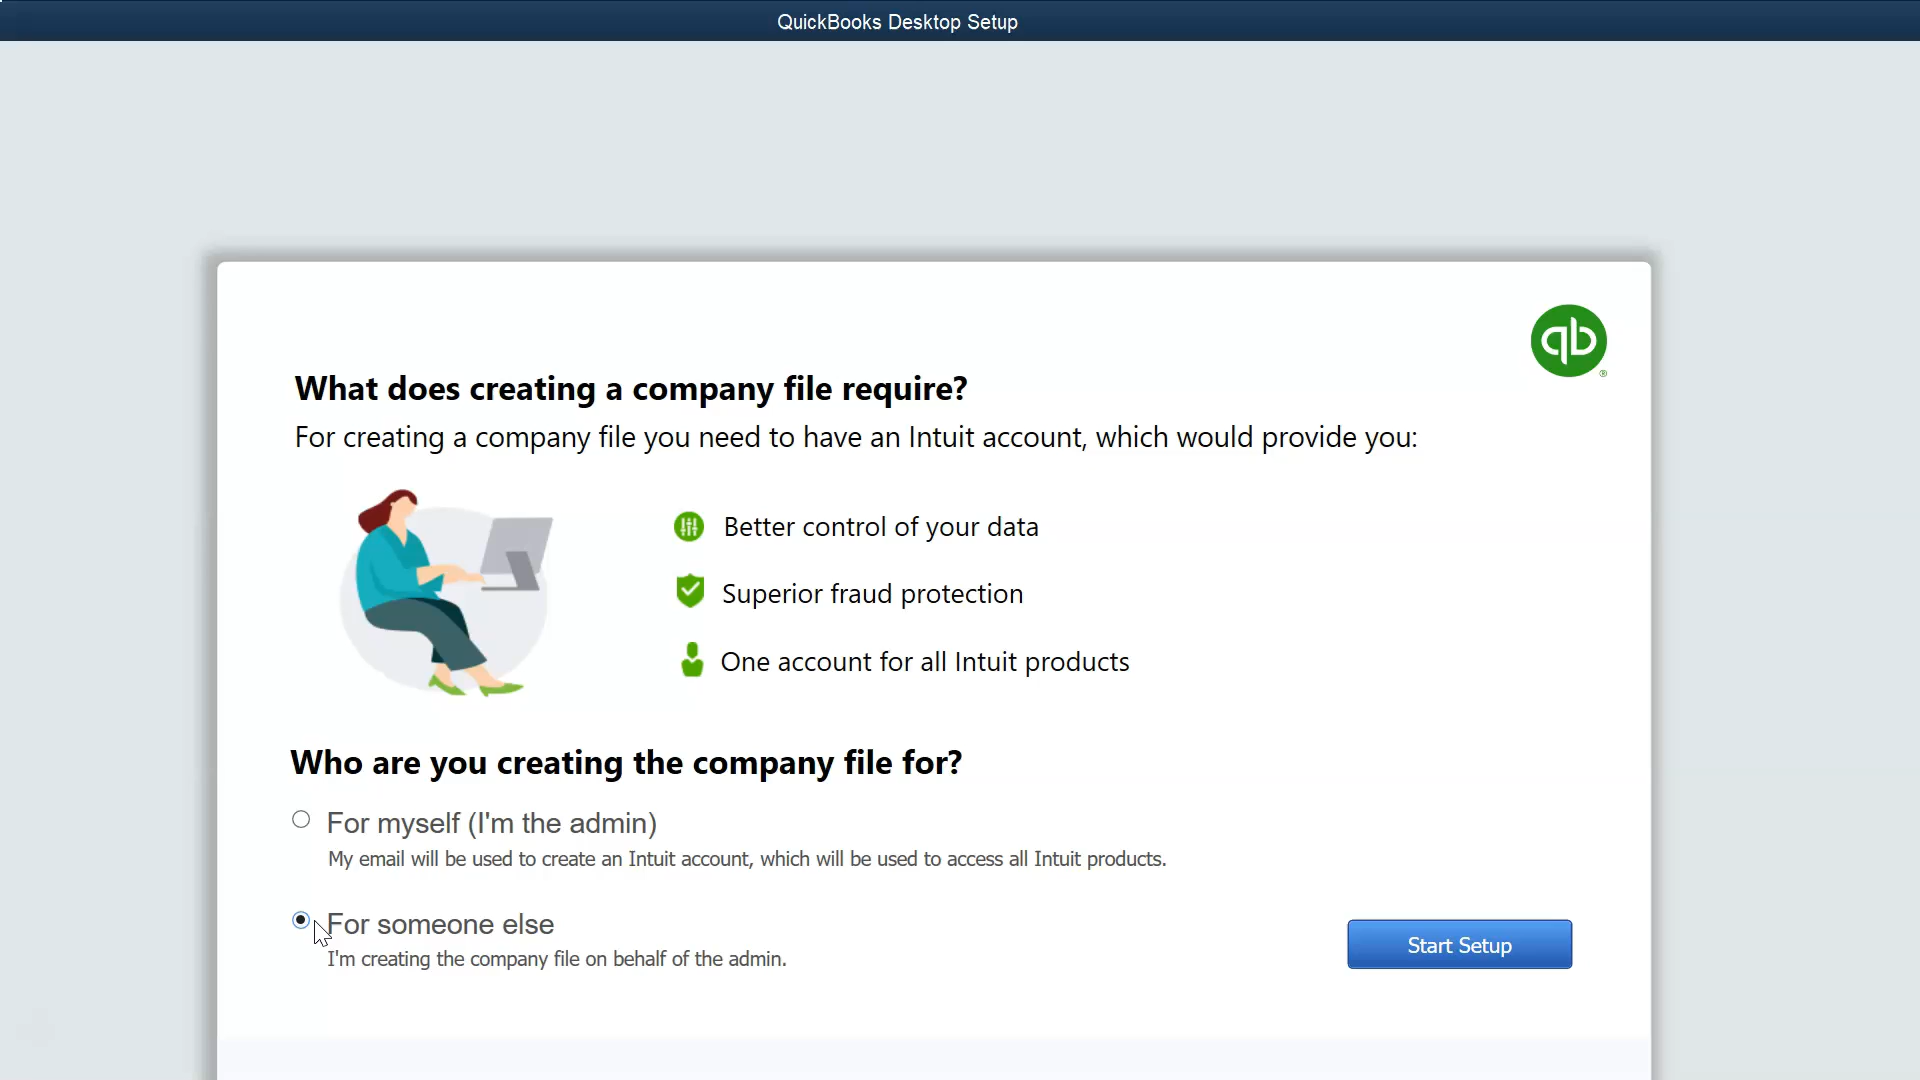 QuickBooks Desktop Setup
qb
®
What does creating a company file require?
For creating a company file you need to have an Intuit account, which would provide you:
Better control of your data
Superior fraud protection
One account for all Intuit products
Who are you creating the company file for?
For myself (I'm the admin)
My email will be used to create an Intuit account, which will be used to access all Intuit products.
For someone else
I'm creating the company file on behalf of the admin.
Start Setup